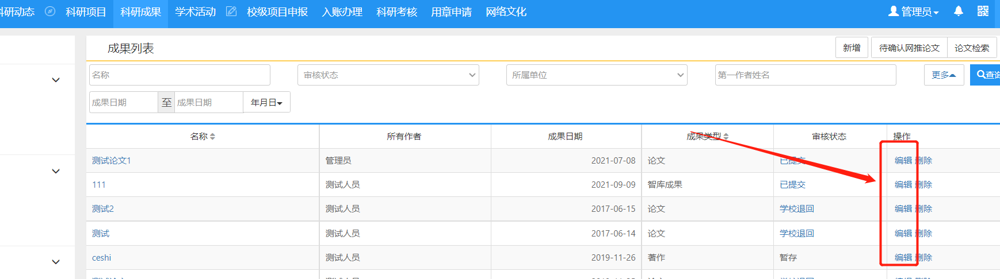 科研动态 科研项目 科研成果 学术活动 校级项目申报 入账办理 科研考核 用章申请 网络文化 管理员
成果列表 新增 待确认网推论文 论文检索
名称 审核状态 所属单位 第一作者姓名 更多 查询
成果日期 至 成果日期 年月日
名称 所有作者 成果日期 成果类型 审核状态 操作
测试论文1 管理员 2021-07-08 论文 已提交 编辑 删除
111 测试人员 2021-09-09 智库成果 已提交 编辑 删除
测试2 测试人员 2017-06-15 论文 学校退回 编辑 删除
测试 测试人员 2017-06-14 论文 学校退回 编辑 删除
ceshi 测试人员 2019-11-26 著作 暂存 编辑 删除